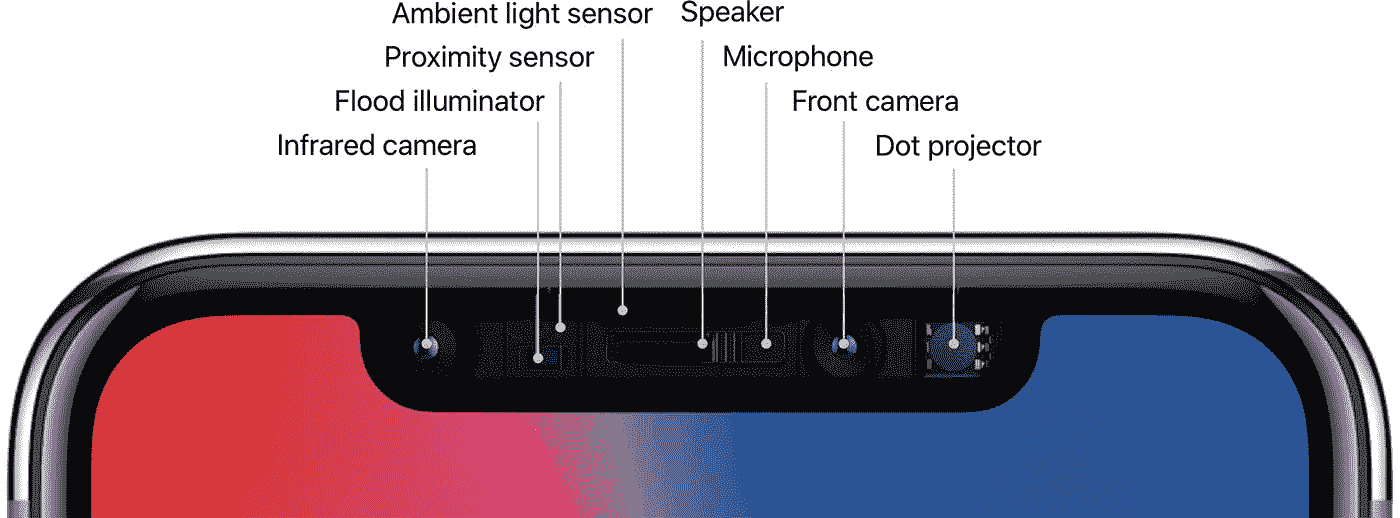 Ambient light sensor
Speaker
Proximity sensor
Microphone
Flood illuminator
Front camera
Infrared camera
Dot projector